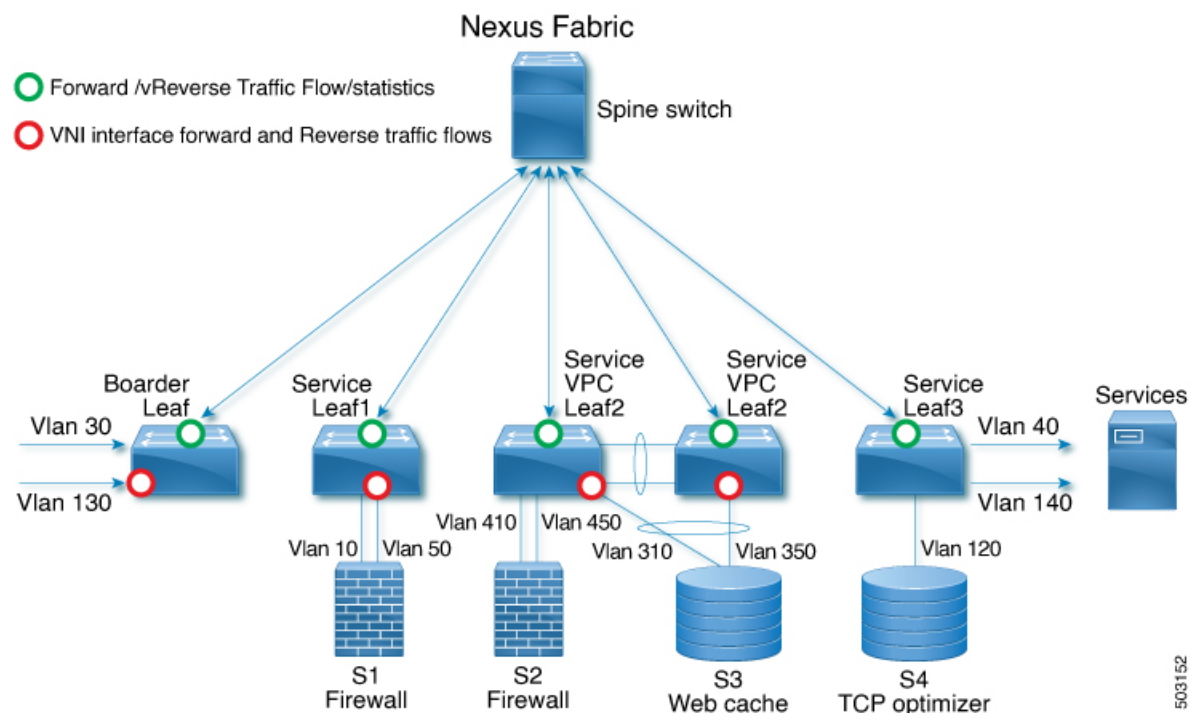 Nexus Fabric
Forward /vReverse Traffic Flow/statistics
VNI interface forward and Reverse traffic flows
Spine switch
Boarder
Leaf
Service
Leaf1
Service
VPC
Leaf2
Service
VPC
Leaf2
Service
Leaf3
Services
Vlan 30
Vlan 130
Vlan 40
Vlan 140
Vlan 10
Vlan 50
Vlan 410
Vlan 450
Vlan 310
Vlan 350
Vlan 120
S1
Firewall
S2
Firewall
S3
Web cache
S4
TCP optimizer
503152